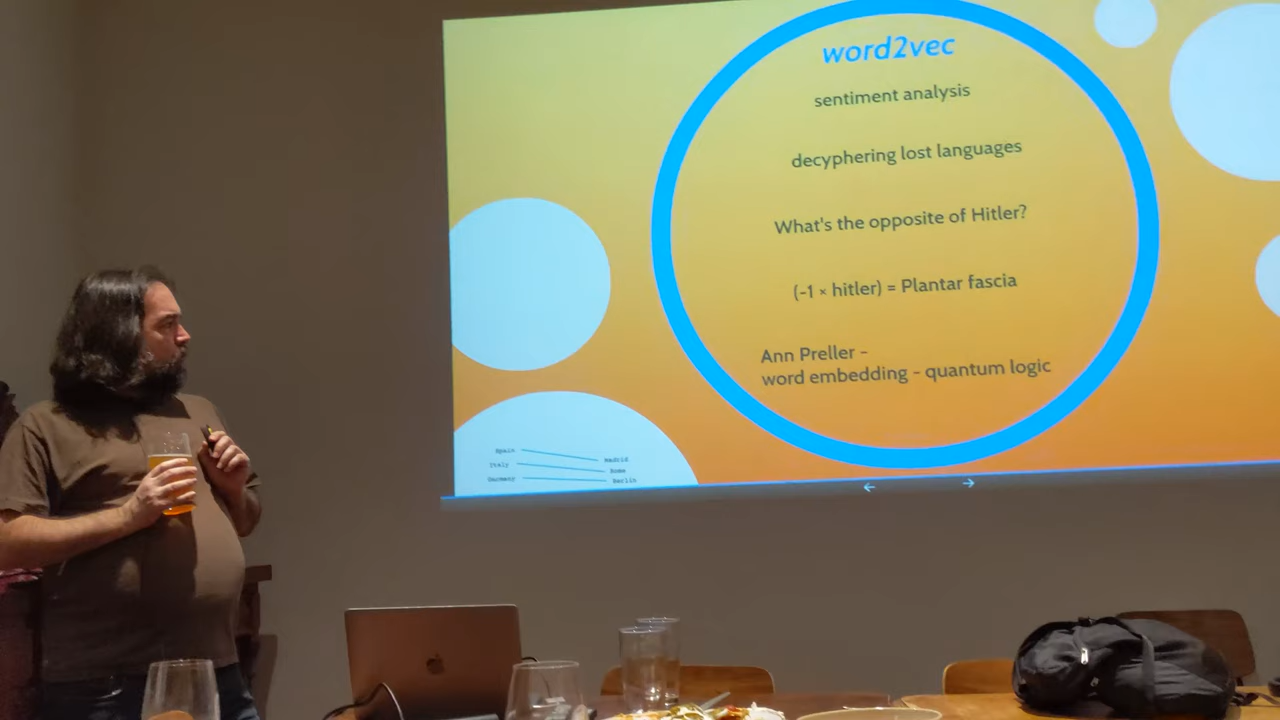 word2vec
sentiment analysis
decyphering lost languages
What's the opposite of Hitler?
(-1 × hitler) = Plantar fascia
Ann Preller -
word embedding - quantum logic
Spain Madrid
Italy Rome
Germany Berlin
← →